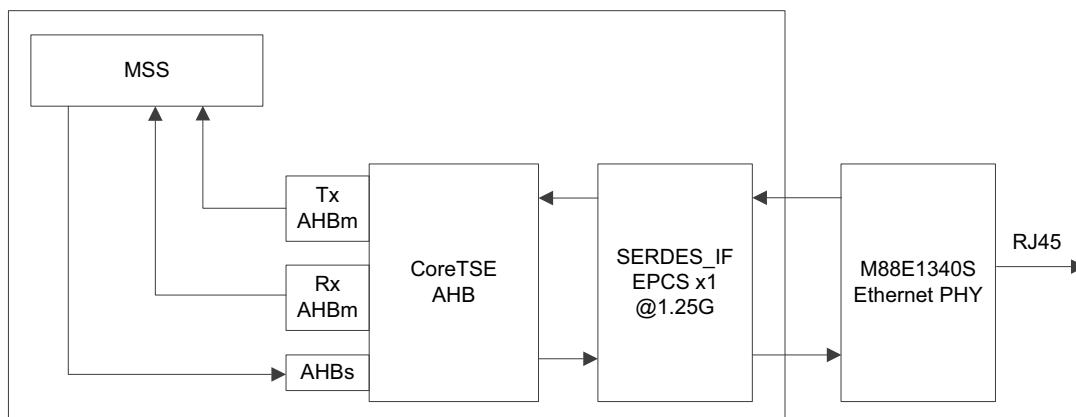 MSS
Tx
AHBm
Rx
AHBm
AHBs
CoreTSE
AHB
SERDES_IF
EPCS x1
@1.25G
M88E1340S
Ethernet PHY
RJ45